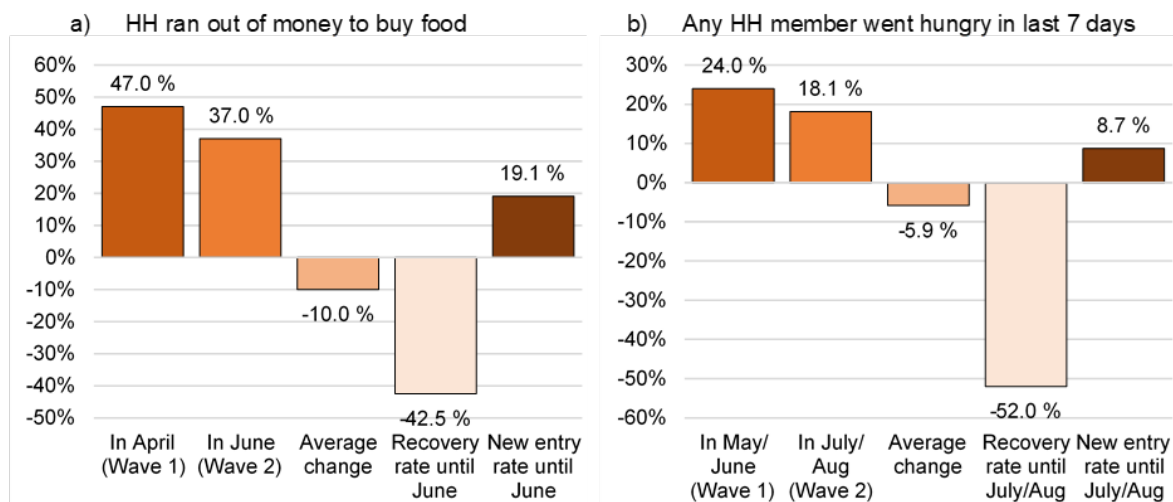 a) HH ran out of money to buy food
60%
50%
40%
30%
20%
10%
0%
-10%
-20%
-30%
-40%
-50%
47.0 %
37.0 %
-10.0 %
-42.5 %
19.1 %
In April
(Wave 1)
In June
(Wave 2)
Average
change
Recovery
rate until
June
New entry
rate until
June
b) Any HH member went hungry in last 7 days
30%
20%
10%
0%
-10%
-20%
-30%
-40%
-50%
-60%
24.0 %
18.1 %
-5.9 %
-52.0 %
8.7 %
In May/
June
(Wave 1)
In July/
Aug
(Wave 2)
Average
change
Recovery
rate until
July/Aug
New entry
rate until
July/Aug